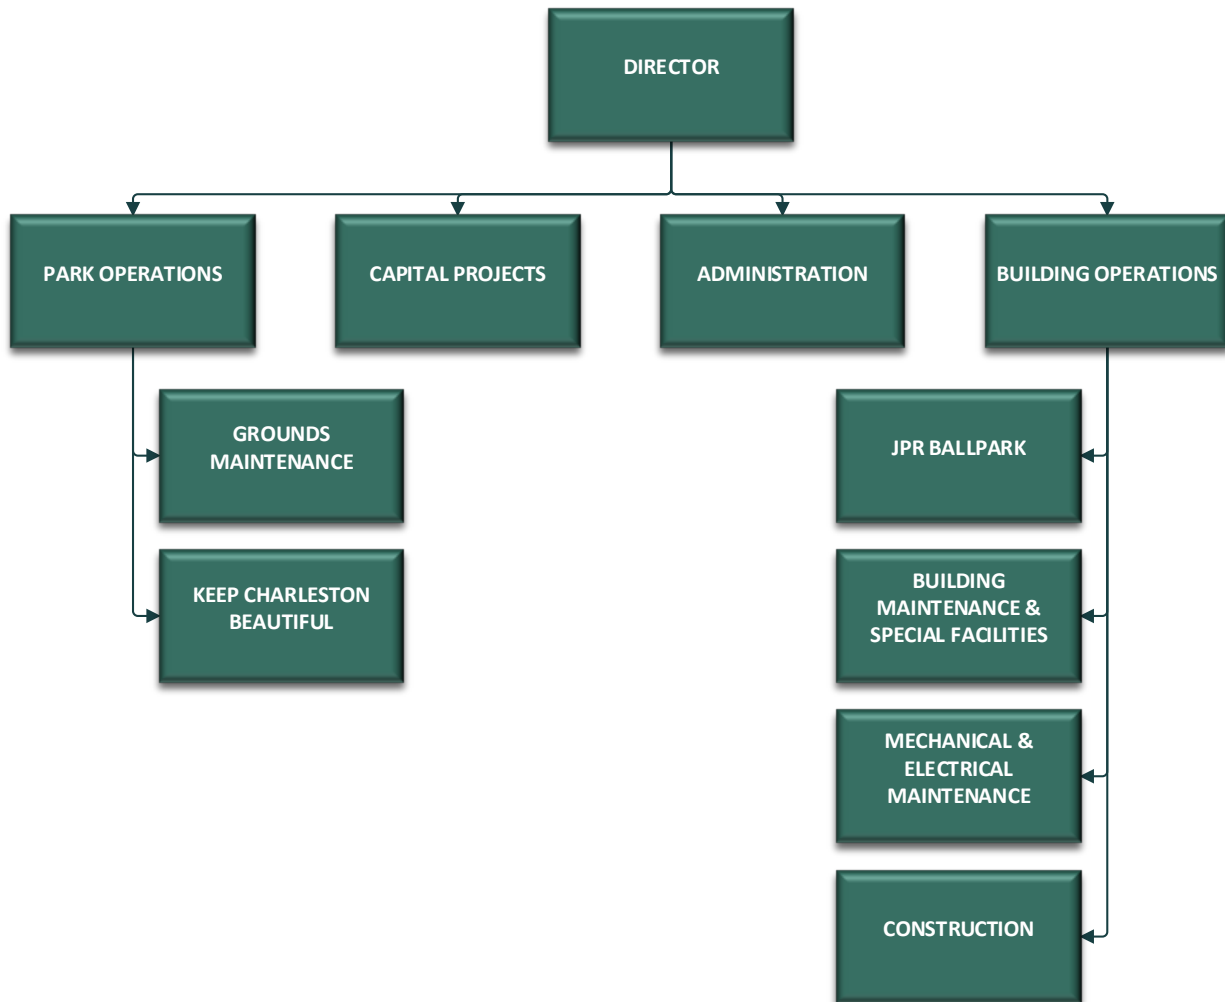 DIRECTOR
PARK OPERATIONS
CAPITAL PROJECTS
ADMINISTRATION
BUILDING OPERATIONS
GROUNDS
MAINTENANCE
KEEP CHARLESTON
BEAUTIFUL
JPR BALLPARK
BUILDING
MAINTENANCE &
SPECIAL FACILITIES
MECHANICAL &
ELECTRICAL
MAINTENANCE
CONSTRUCTION